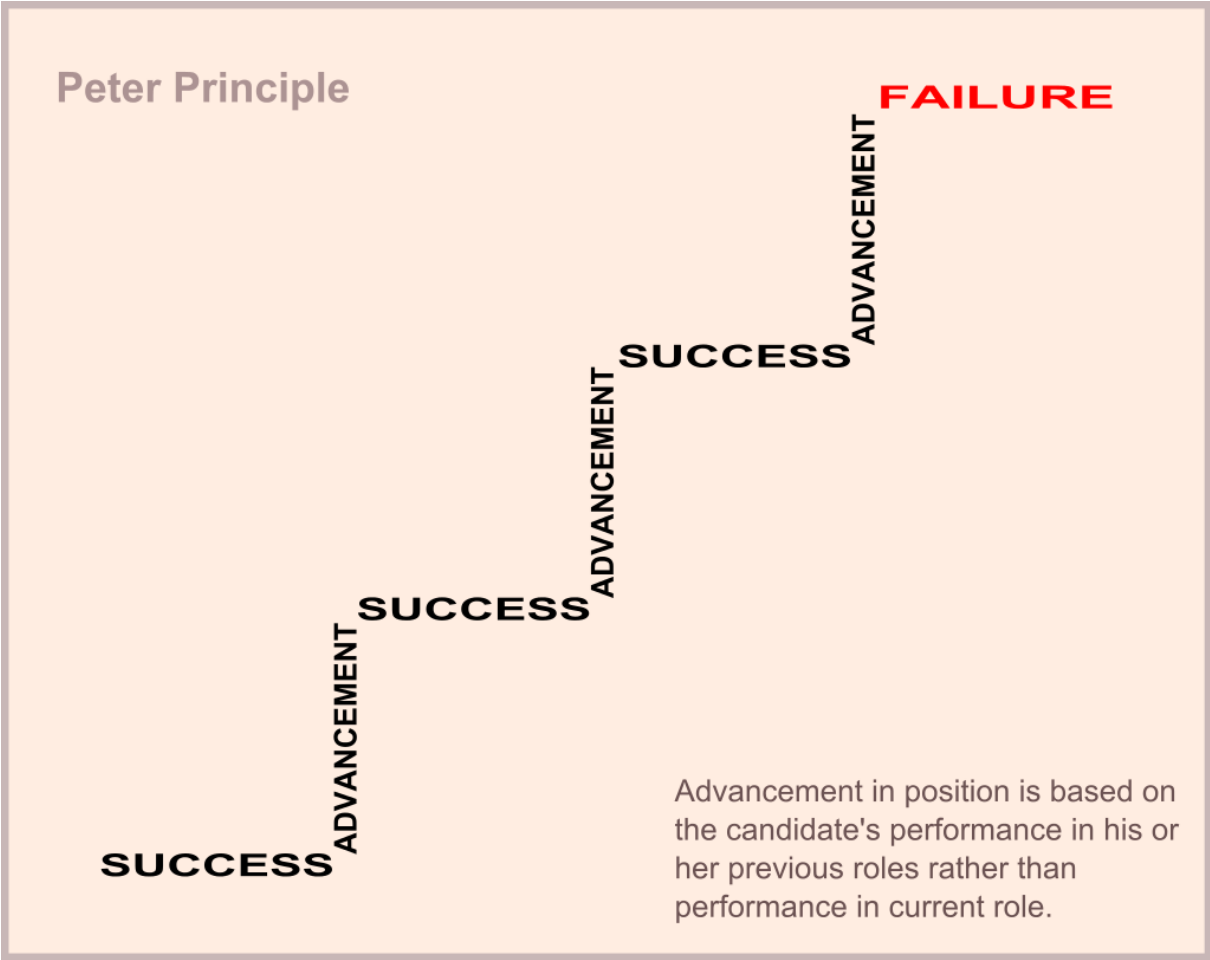 Peter Principle
FAILURE
ADVANCEMENT
SUCCESS
ADVANCEMENT
SUCCESS
ADVANCEMENT
SUCCESS
Advancement in position is based on
the candidate's performance in his or
her previous roles rather than
performance in current role.